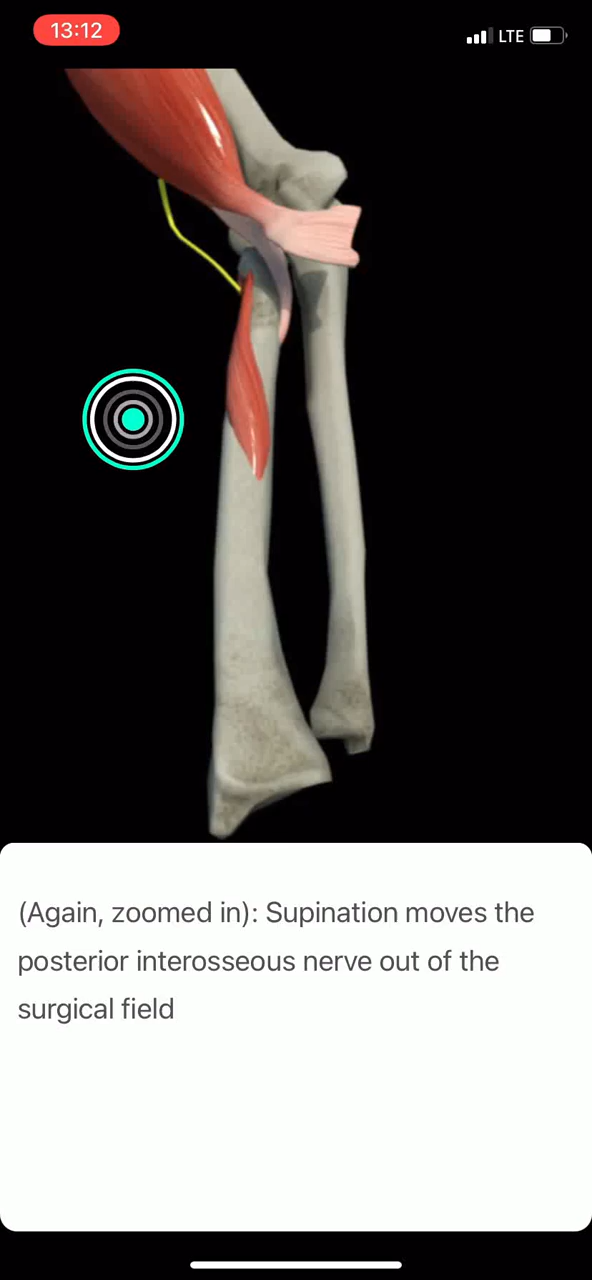 13:12
LTE
(Again, zoomed in): Supination moves the
posterior interosseous nerve out of the
surgical field